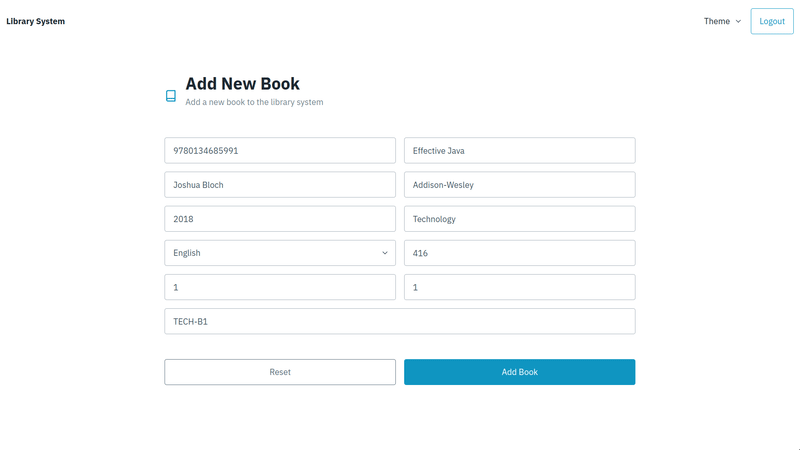 Library System
Theme
Logout
Add New Book
Add a new book to the library system
9780134685991
Effective Java
Joshua Bloch
Addison-Wesley
2018
Technology
English
416
1
1
TECH-B1
Reset
Add Book